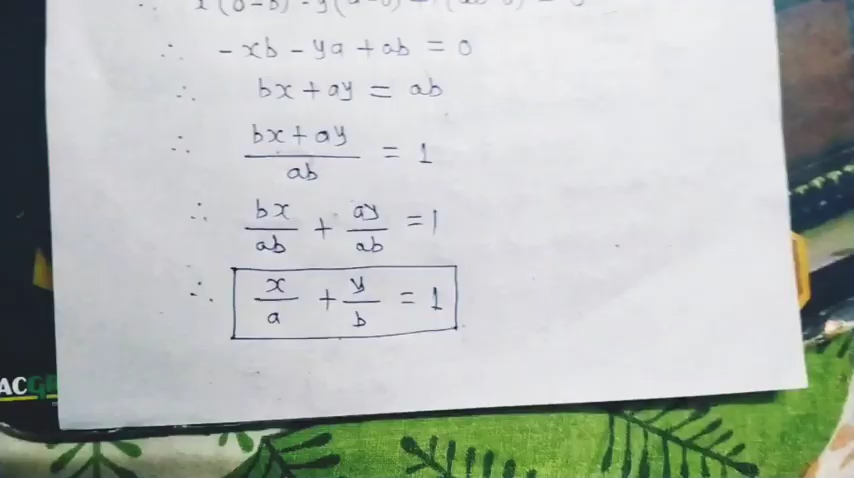 ∴ -xb - ya + ab = 0
∴ bx + ay = ab
∴ (bx + ay)/ab = 1
∴ bx/ab + ay/ab = 1
∴ x/a + y/b = 1